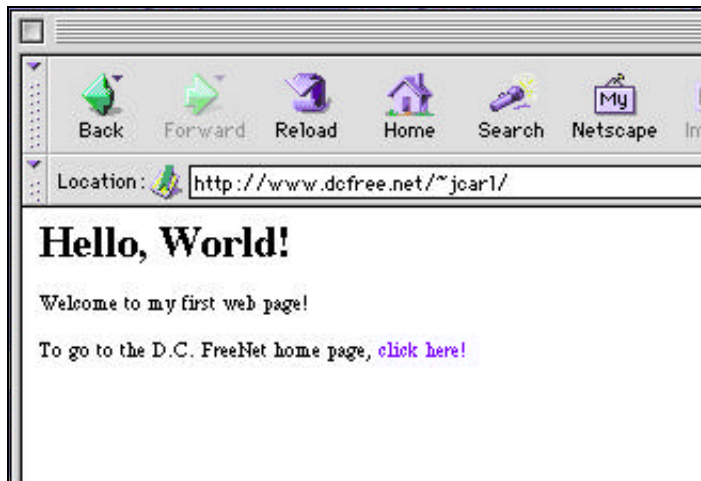 Back Forward Reload Home Search My Netscape
Location: http://www.dcfree.net/~jcarl/
Hello, World!
Welcome to my first web page!
To go to the D.C. FreeNet home page, click here!